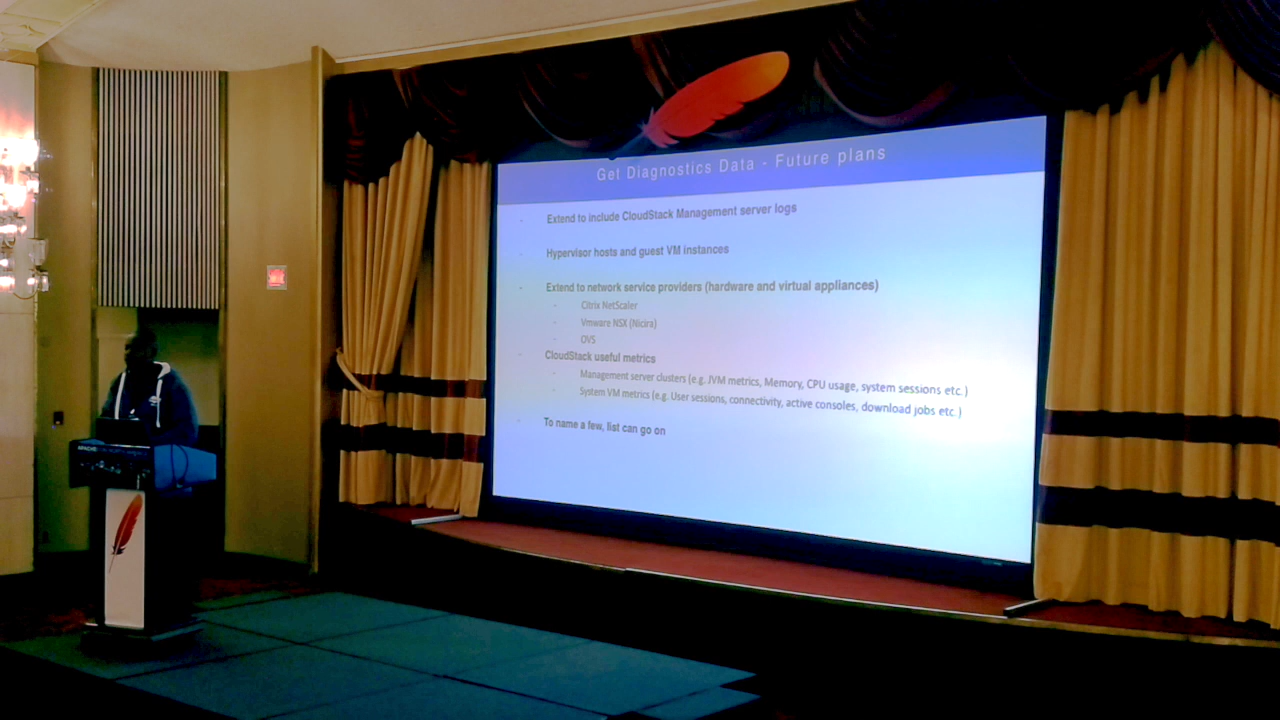 Get Diagnostics Data - Future plans
- Extend to include CloudStack Management server logs
- Hypervisor hosts and guest VM instances
- Extend to network service providers (hardware and virtual appliances)
- Citrix NetScaler
- Vmware NSX (Nicira)
- OVS
- CloudStack useful metrics
- Management server clusters (e.g. JVM metrics, Memory, CPU usage, system sessions etc.)
- System VM metrics (e.g. User sessions, connectivity, active consoles, download jobs etc.)
- To name a few, list can go on
APACHE